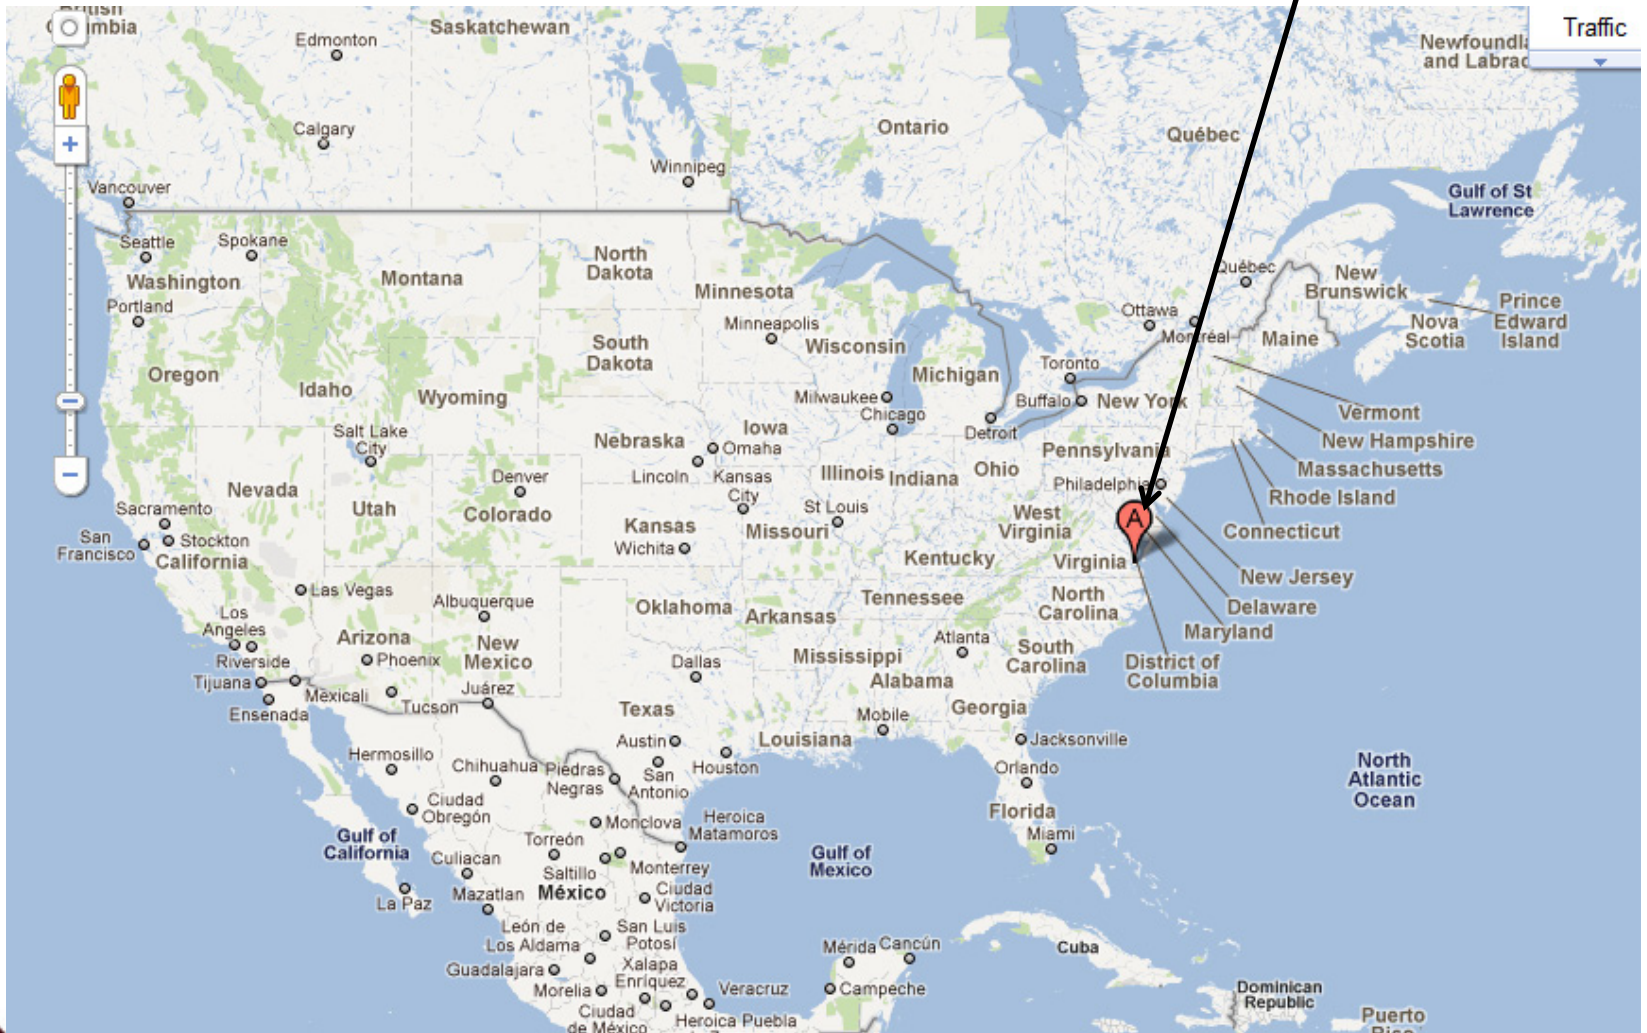 British
Columbia
Saskatchewan
Edmonton
Traffic
Newfoundla
and Labrad
Calgary
Ontario
Québec
Winnipeg
Vancouver
Gulf of St
Lawrence
Seattle
Spokane
Washington
Portland
Montana
North
Dakota
Minnesota
Minneapolis
Québec
New
Brunswick
Prince
Edward
Island
Nova
Scotia
Ottawa
Montréal
Maine
Oregon
Idaho
Wyoming
South
Dakota
Wisconsin
Michigan
Toronto
Milwaukee
Chicago
Detroit
Buffalo
New York
Vermont
New Hampshire
Massachusetts
Rhode Island
Connecticut
Salt Lake
City
Nebraska
Iowa
Omaha
Lincoln
Kansas
City
Illinois
Indiana
Ohio
Pennsylvania
Philadelphia
Nevada
Sacramento
Utah
Denver
Colorado
Kansas
Wichita
Missouri
St Louis
West
Virginia
A
San
Francisco
Stockton
California
Kentucky
Virginia
New Jersey
Delaware
Maryland
District of
Columbia
Las Vegas
Los
Angeles
Riverside
Albuquerque
Arizona
Phoenix
New
Mexico
Oklahoma
Arkansas
Tennessee
North
Carolina
Atlanta
South
Carolina
Tijuana
Mexicali
Ensenada
Tucson
Juárez
Dallas
Texas
Mississippi
Alabama
Georgia
Mobile
Louisiana
Jacksonville
Austin
San
Antonio
Houston
Orlando
Florida
Miami
North
Atlantic
Ocean
Hermosillo
Chihuahua
Piedras
Negras
Ciudad
Obregón
Monclova
Heroica
Matamoros
Gulf of
California
Torreón
Culiacan
Saltillo
Monterrey
Gulf of
Mexico
La Paz
Mazatlan
México
Ciudad
Victoria
León de
Los Aldama
San Luis
Potosí
Guadalajara
Xalapa
Enríquez
Morelia
Veracruz
Ciudad
de México
Heroica Puebla
Mérida
Cancún
Campeche
Cuba
Dominican
Republic
Puerto